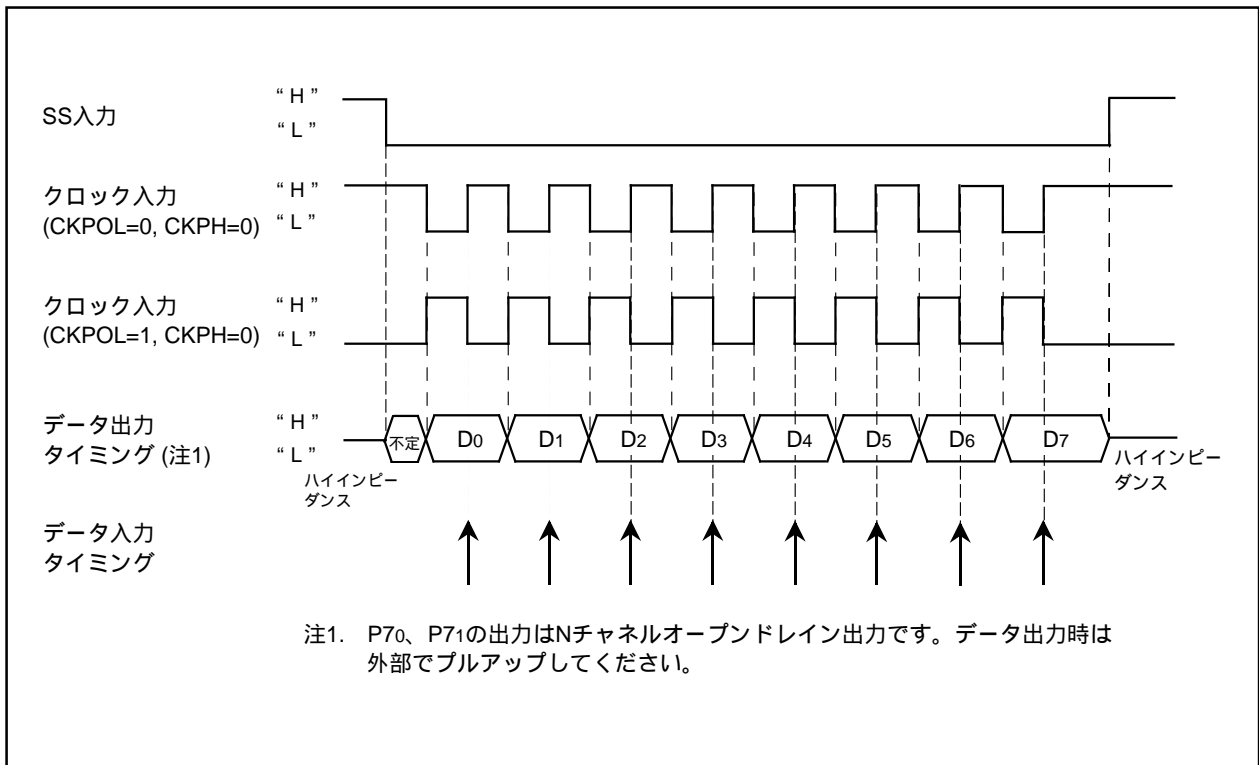 SS入力
“ H ”
“ L ”
クロック入力
(CKPOL=0, CKPH=0)
“ H ”
“ L ”
クロック入力
(CKPOL=1, CKPH=0)
“ H ”
“ L ”
データ出力
タイミング (注1)
“ H ”
“ L ”
ハイインピー
ダンス
不定
D0
D1
D2
D3
D4
D5
D6
D7
ハイインピー
ダンス
データ入力
タイミング
注1. P70、P71の出力はNチャネルオープンドレイン出力です。データ出力時は
外部でプルアップしてください。